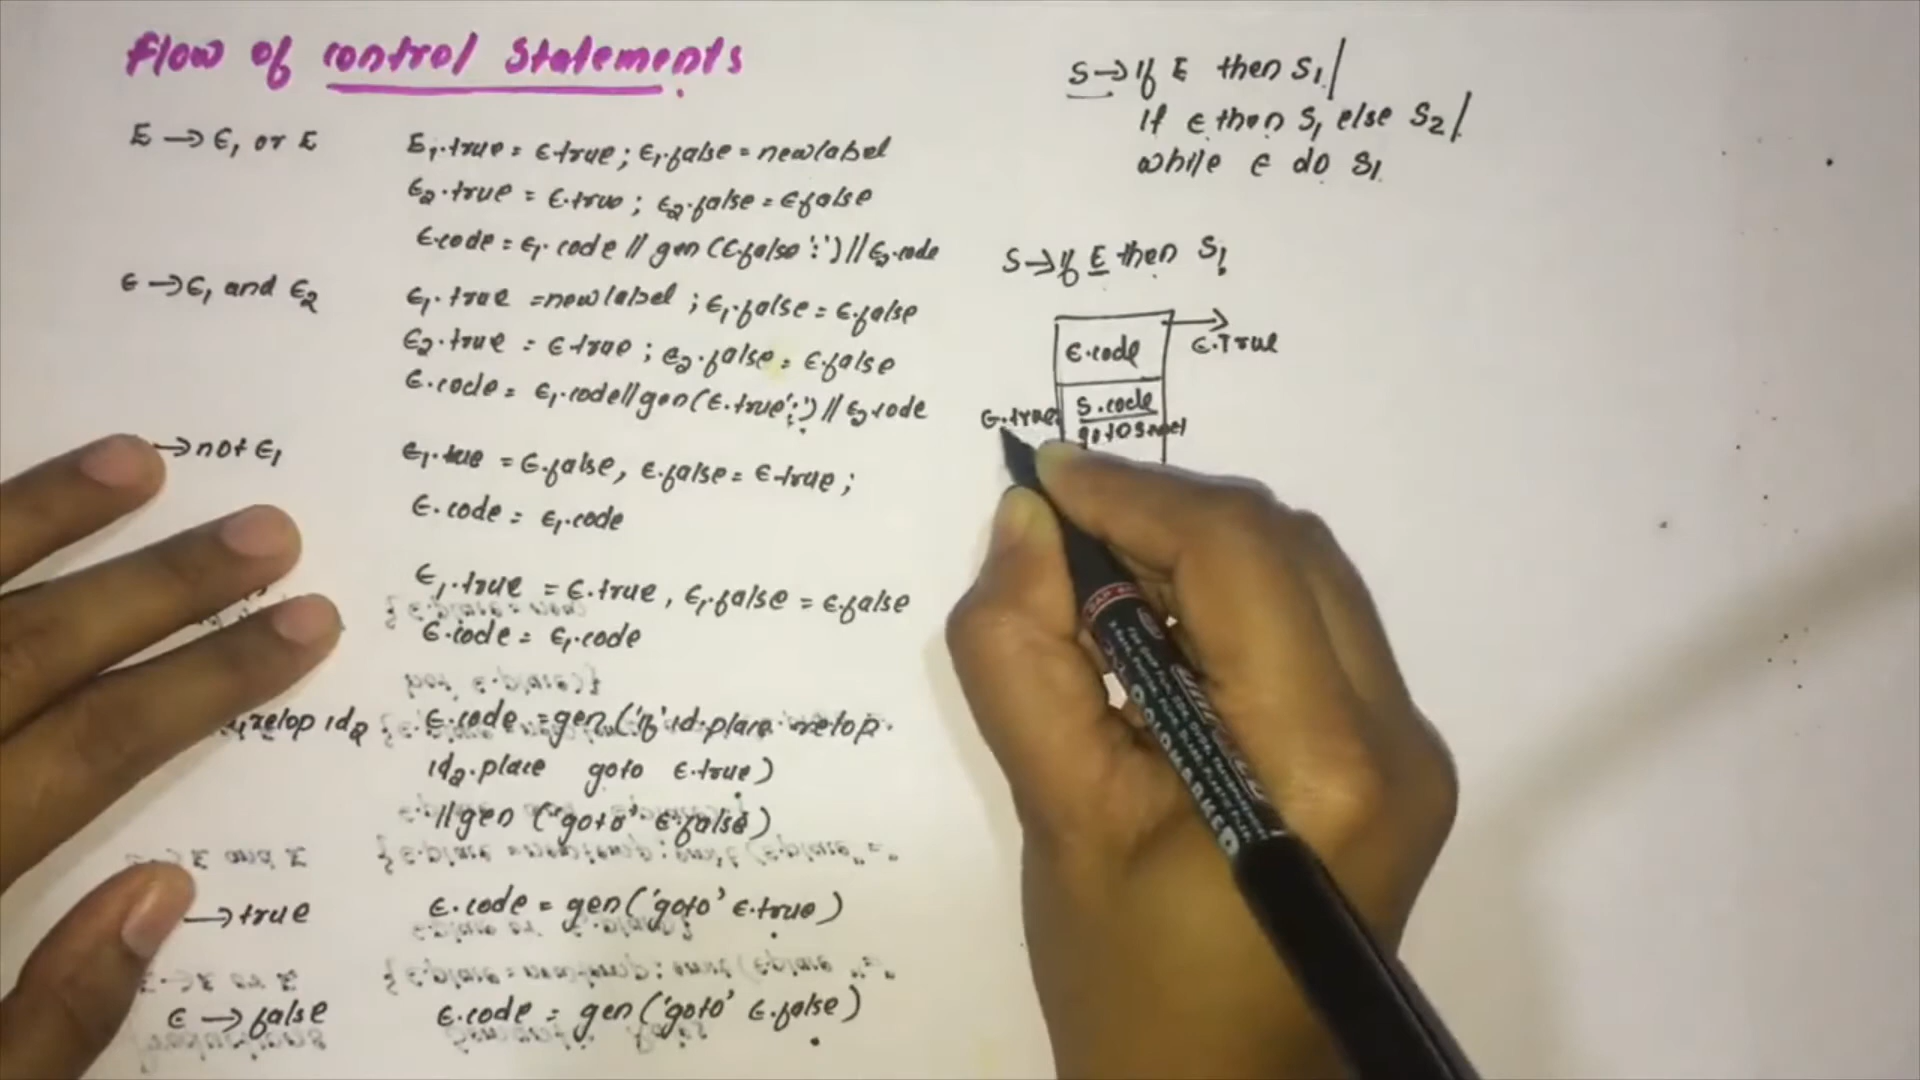 Flow of control Statements
E → E1 or E
E1.true = E.true; E1.false = newlabel
E2.true = E.true; E2.false = E.false
E.code = E1.code // gen (E.false ':') // E2.code
E → E1 and E2
E1.true = newlabel; E1.false = E.false
E2.true = E.true; E2.false = E.false
E.code = E1.code // gen (E.true ':') // E2.code
→ not E1
E1.true = E.false, E.false = E.true;
E.code = E1.code
E1.true = E.true, E1.false = E.false
E.code = E1.code
relop id2
E.code = gen ('if' id.place relop.
id2.place goto E.true)
// gen ('goto' E.false)
→ true
E.code = gen ('goto' E.true)
E → false
E.code = gen ('goto' E.false)
S → If E then S1 |
If E then S1 else S2 |
while E do S1
S → If E then S1
E.code
E.True
E.true
S.code
goto
DOLDMARKER